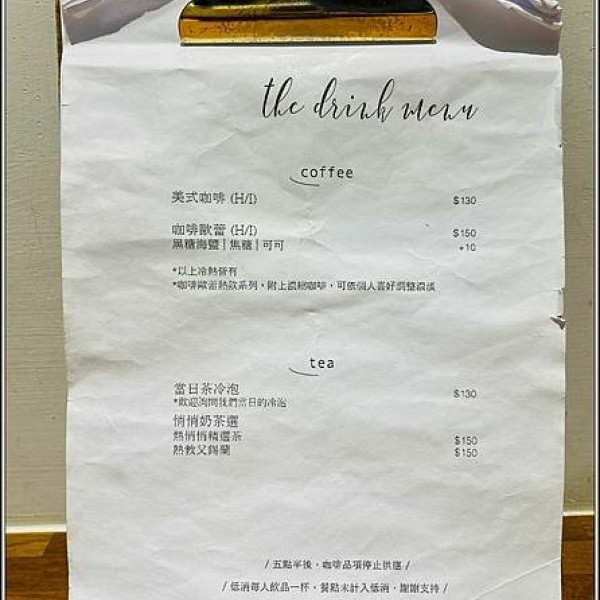 the drink menu
coffee
美式咖啡 (H/I) $130
咖啡歐蕾 (H/I) $150
黑糖海鹽 | 焦糖 | 可可 +10
*以上冷熱皆有
*咖啡歐蕾熱飲系列，附上濃縮咖啡，可依個人喜好調整濃淡
tea
當日茶冷泡 $130
*歡迎詢問我們當日的冷泡
悄悄奶茶選
熱悄悄精選茶 $150
熱教父錫蘭 $150
/ 五點半後，咖啡品項停止供應 /
/ 低消每人飲品一杯，餐點未計入低消，謝謝支持 /